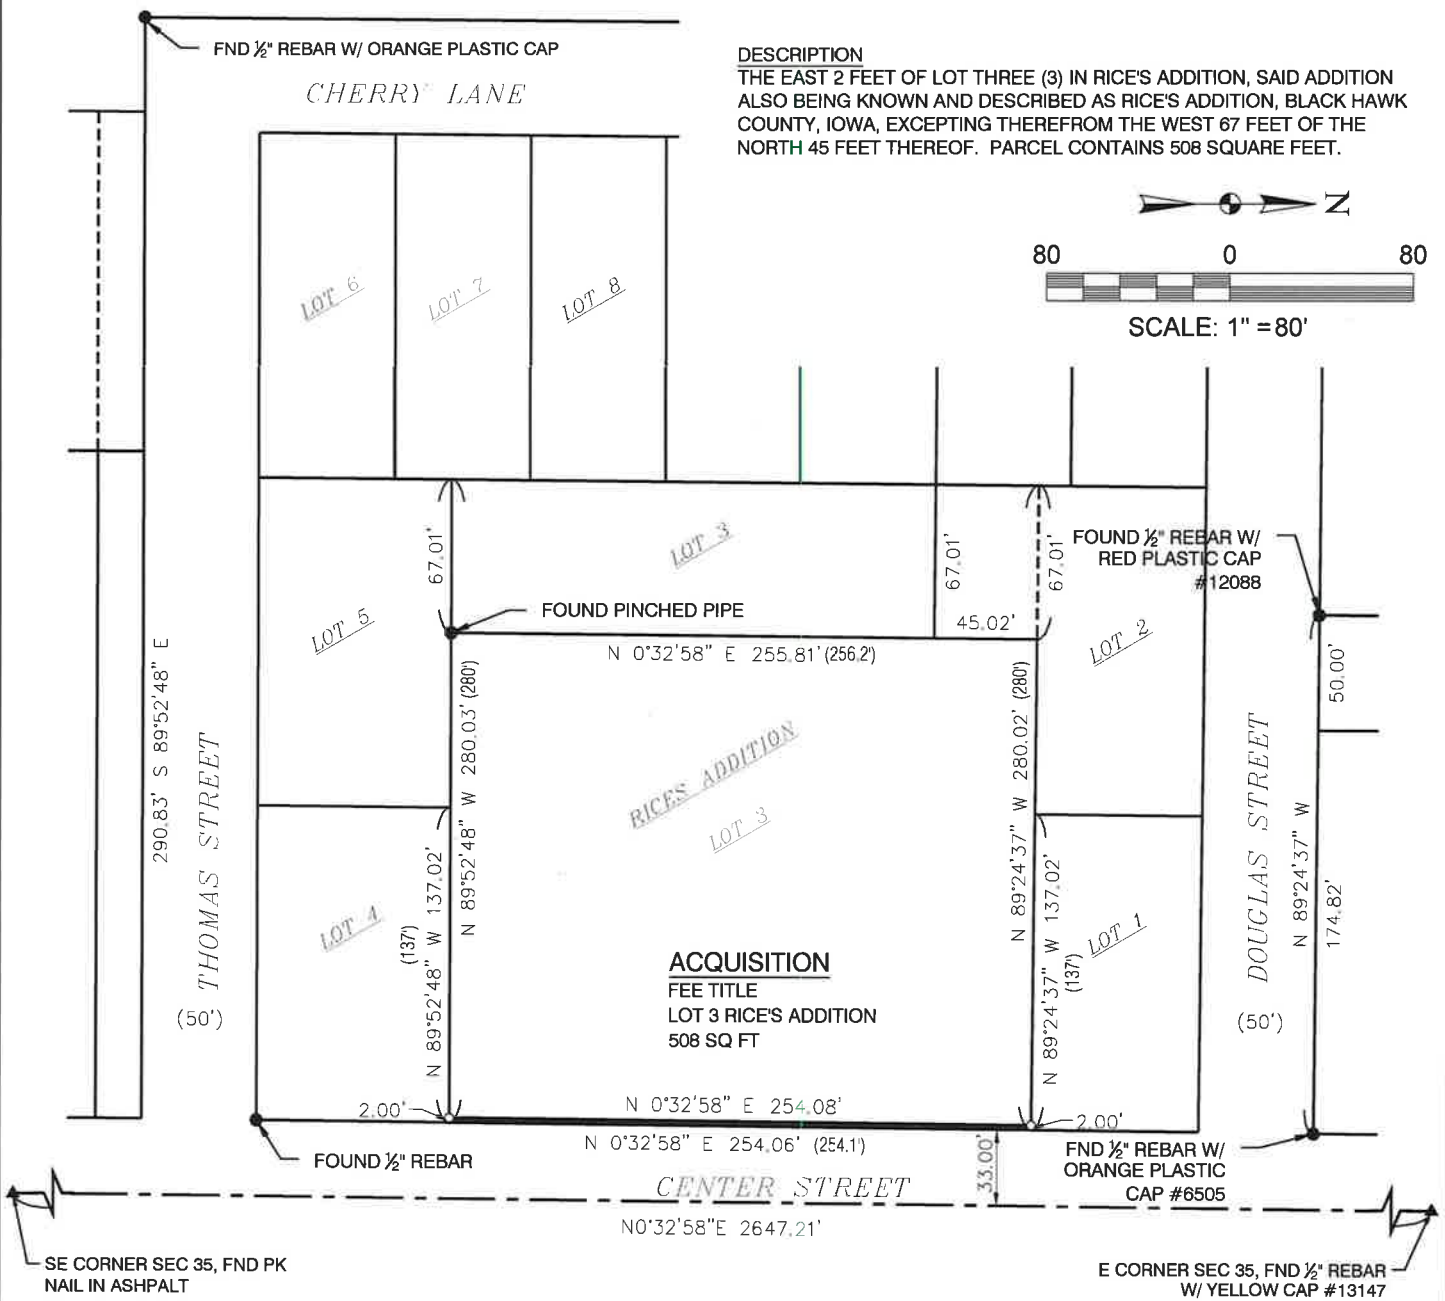 FND ½" REBAR W/ ORANGE PLASTIC CAP
CHERRY LANE
DESCRIPTION
THE EAST 2 FEET OF LOT THREE (3) IN RICE'S ADDITION, SAID ADDITION
ALSO BEING KNOWN AND DESCRIBED AS RICE'S ADDITION, BLACK HAWK
COUNTY, IOWA, EXCEPTING THEREFROM THE WEST 67 FEET OF THE
NORTH 45 FEET THEREOF. PARCEL CONTAINS 508 SQUARE FEET.
N
80 0 80
SCALE: 1" = 80'
LOT 6
LOT 7
LOT 8
67.01'
LOT 3
67.01'
67.01'
FOUND ½" REBAR W/
RED PLASTIC CAP
#12088
LOT 5
FOUND PINCHED PIPE
45.02'
LOT 2
N 0°32'58" E 255.81' (256.2')
290.83' S 89°52'48" E
N 89°52'48" W 280.03' (280')
N 89°24'37" W 280.02' (280')
50.00'
THOMAS STREET
(50')
RICES ADDITION
LOT 3
DOUGLAS STREET
(50')
N 89°24'37" W
174.82'
LOT 4
N 89°52'48" W 137.02'
(137')
N 89°24'37" W 137.02'
(137')
LOT 1
ACQUISITION
FEE TITLE
LOT 3 RICE'S ADDITION
508 SQ FT
2.00'
N 0°32'58" E 254.08'
2.00'
N 0°32'58" E 254.06' (254.1')
FOUND ½" REBAR
33.00'
FND ½" REBAR W/
ORANGE PLASTIC
CAP #6505
CENTER STREET
N0°32'58"E 2647.21'
SE CORNER SEC 35, FND PK
NAIL IN ASHPALT
E CORNER SEC 35, FND ½" REBAR
W/ YELLOW CAP #13147